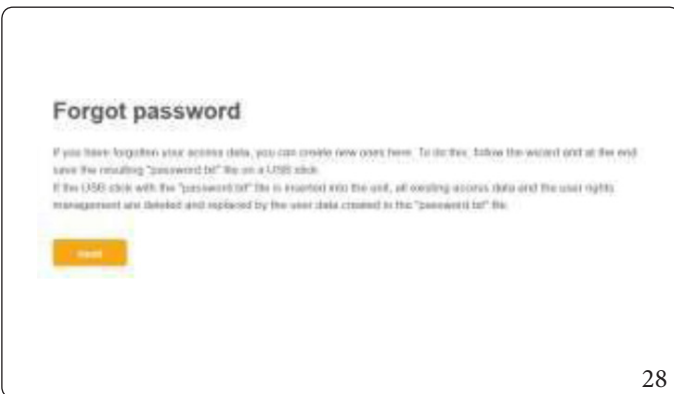 Forgot password
If you have forgotten your access data, you can create new ones here. To do this, follow the wizard and at the end
save the resulting "password.txt" file on a USB stick.
If the USB stick with the "password.txt" file is inserted into the unit, all existing access data and the user rights
management are deleted and replaced by the user data created in the "password.txt" file.
28